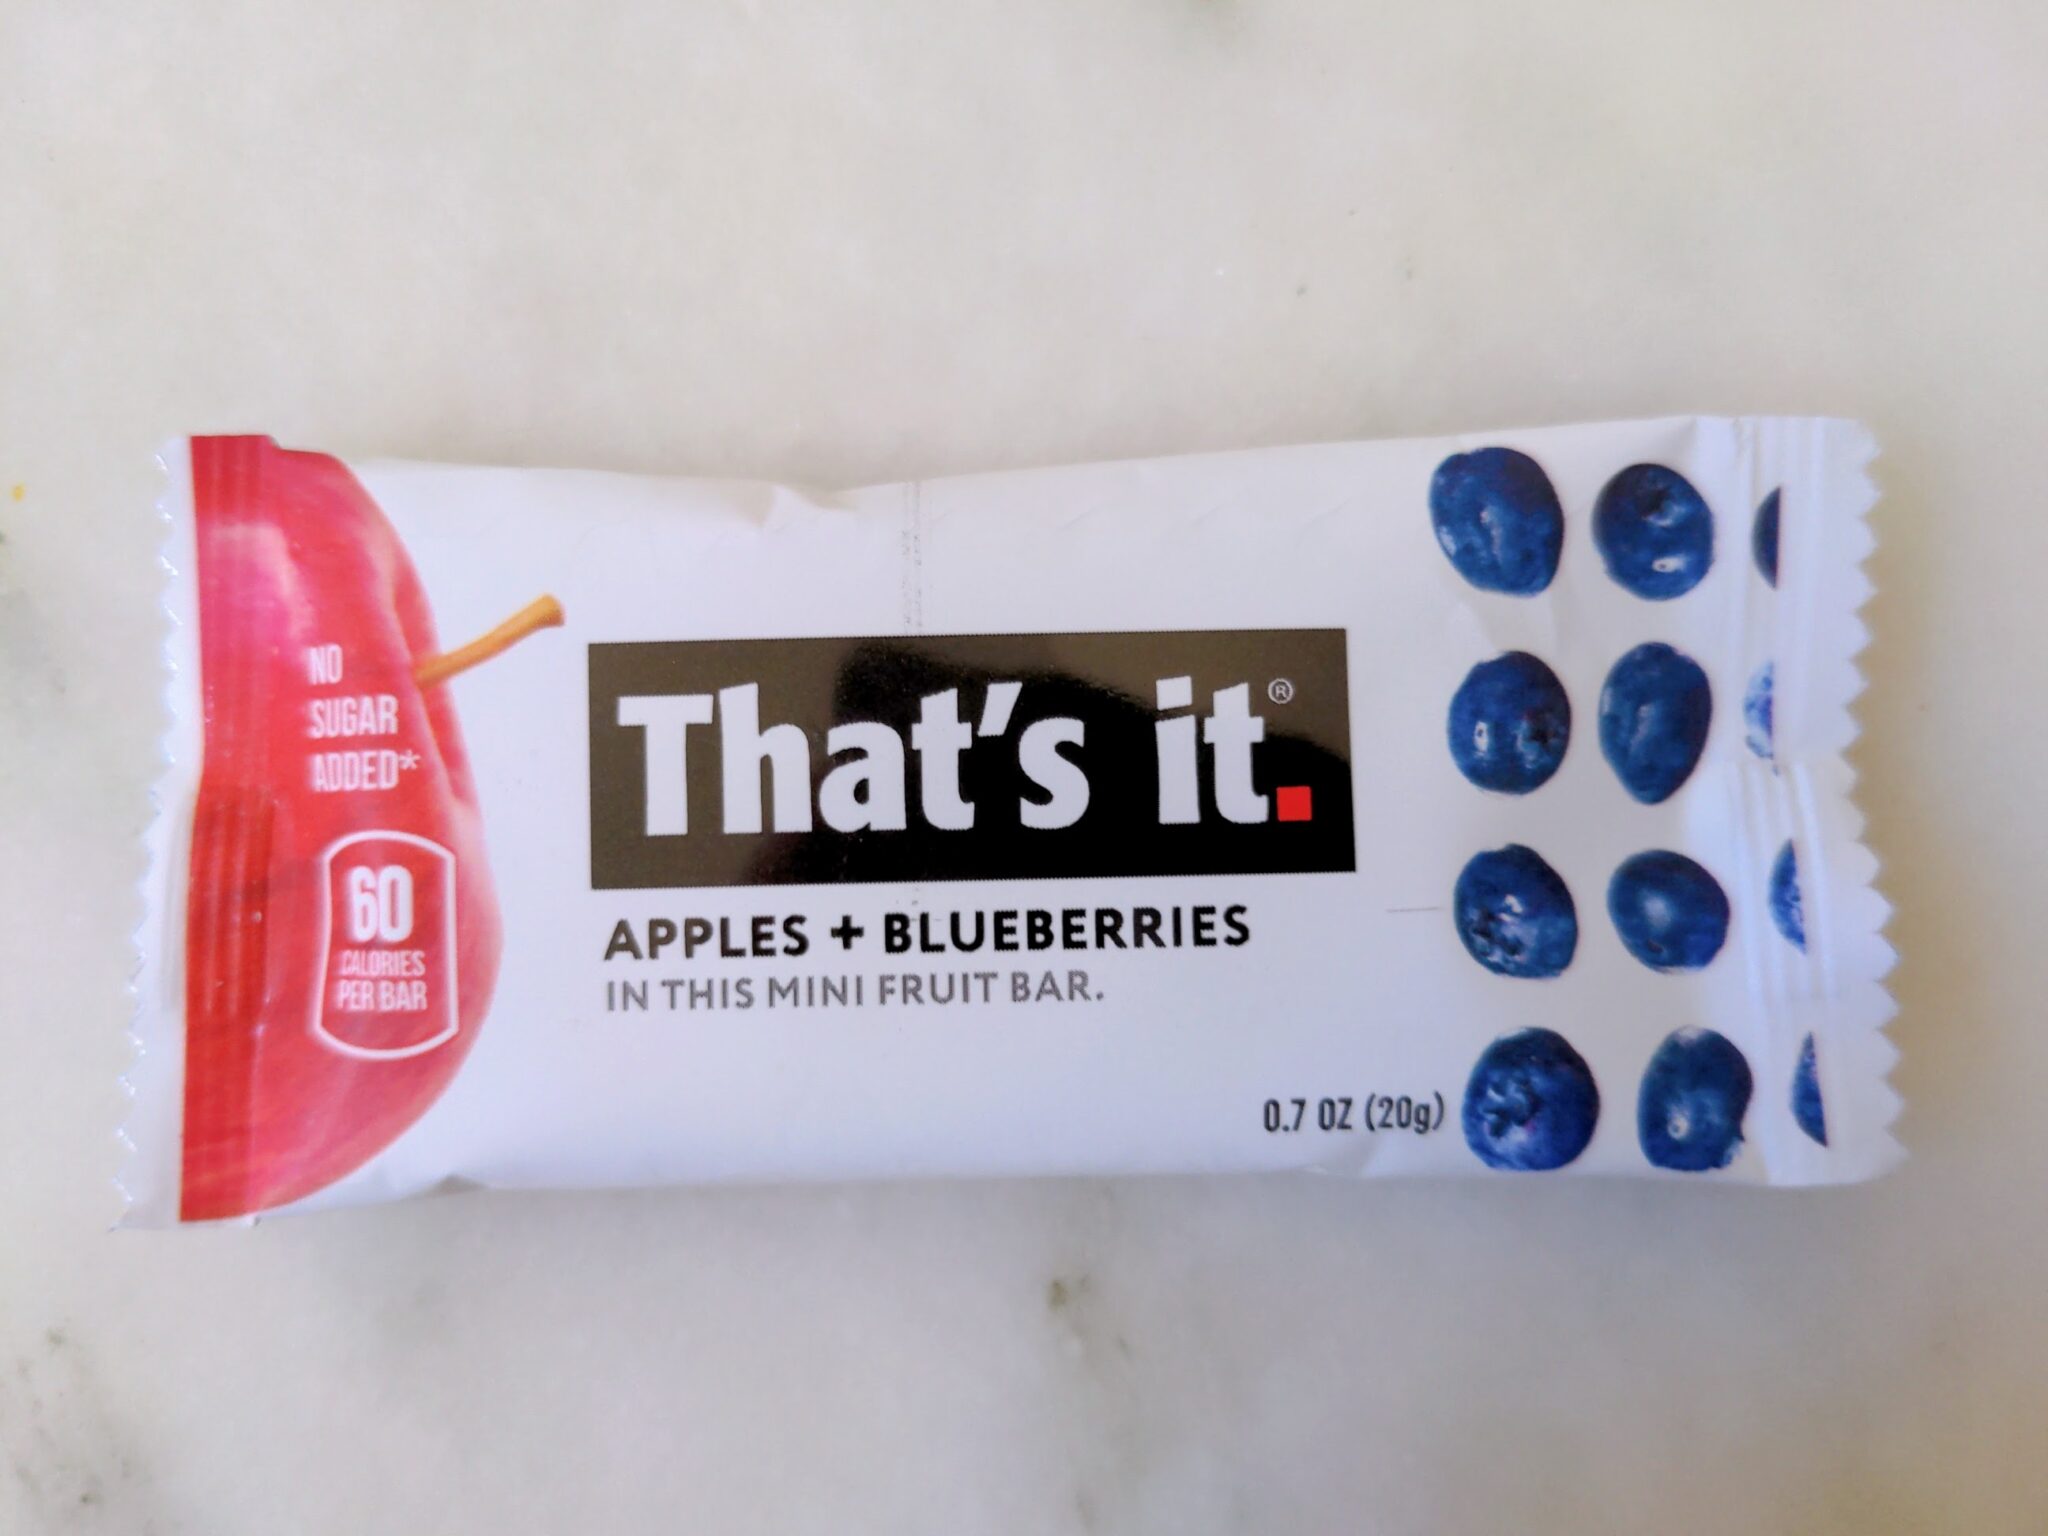 NO
SUGAR
ADDED*
60
CALORIES
PER BAR
That's it.®
APPLES + BLUEBERRIES
IN THIS MINI FRUIT BAR.
0.7 OZ (20g)